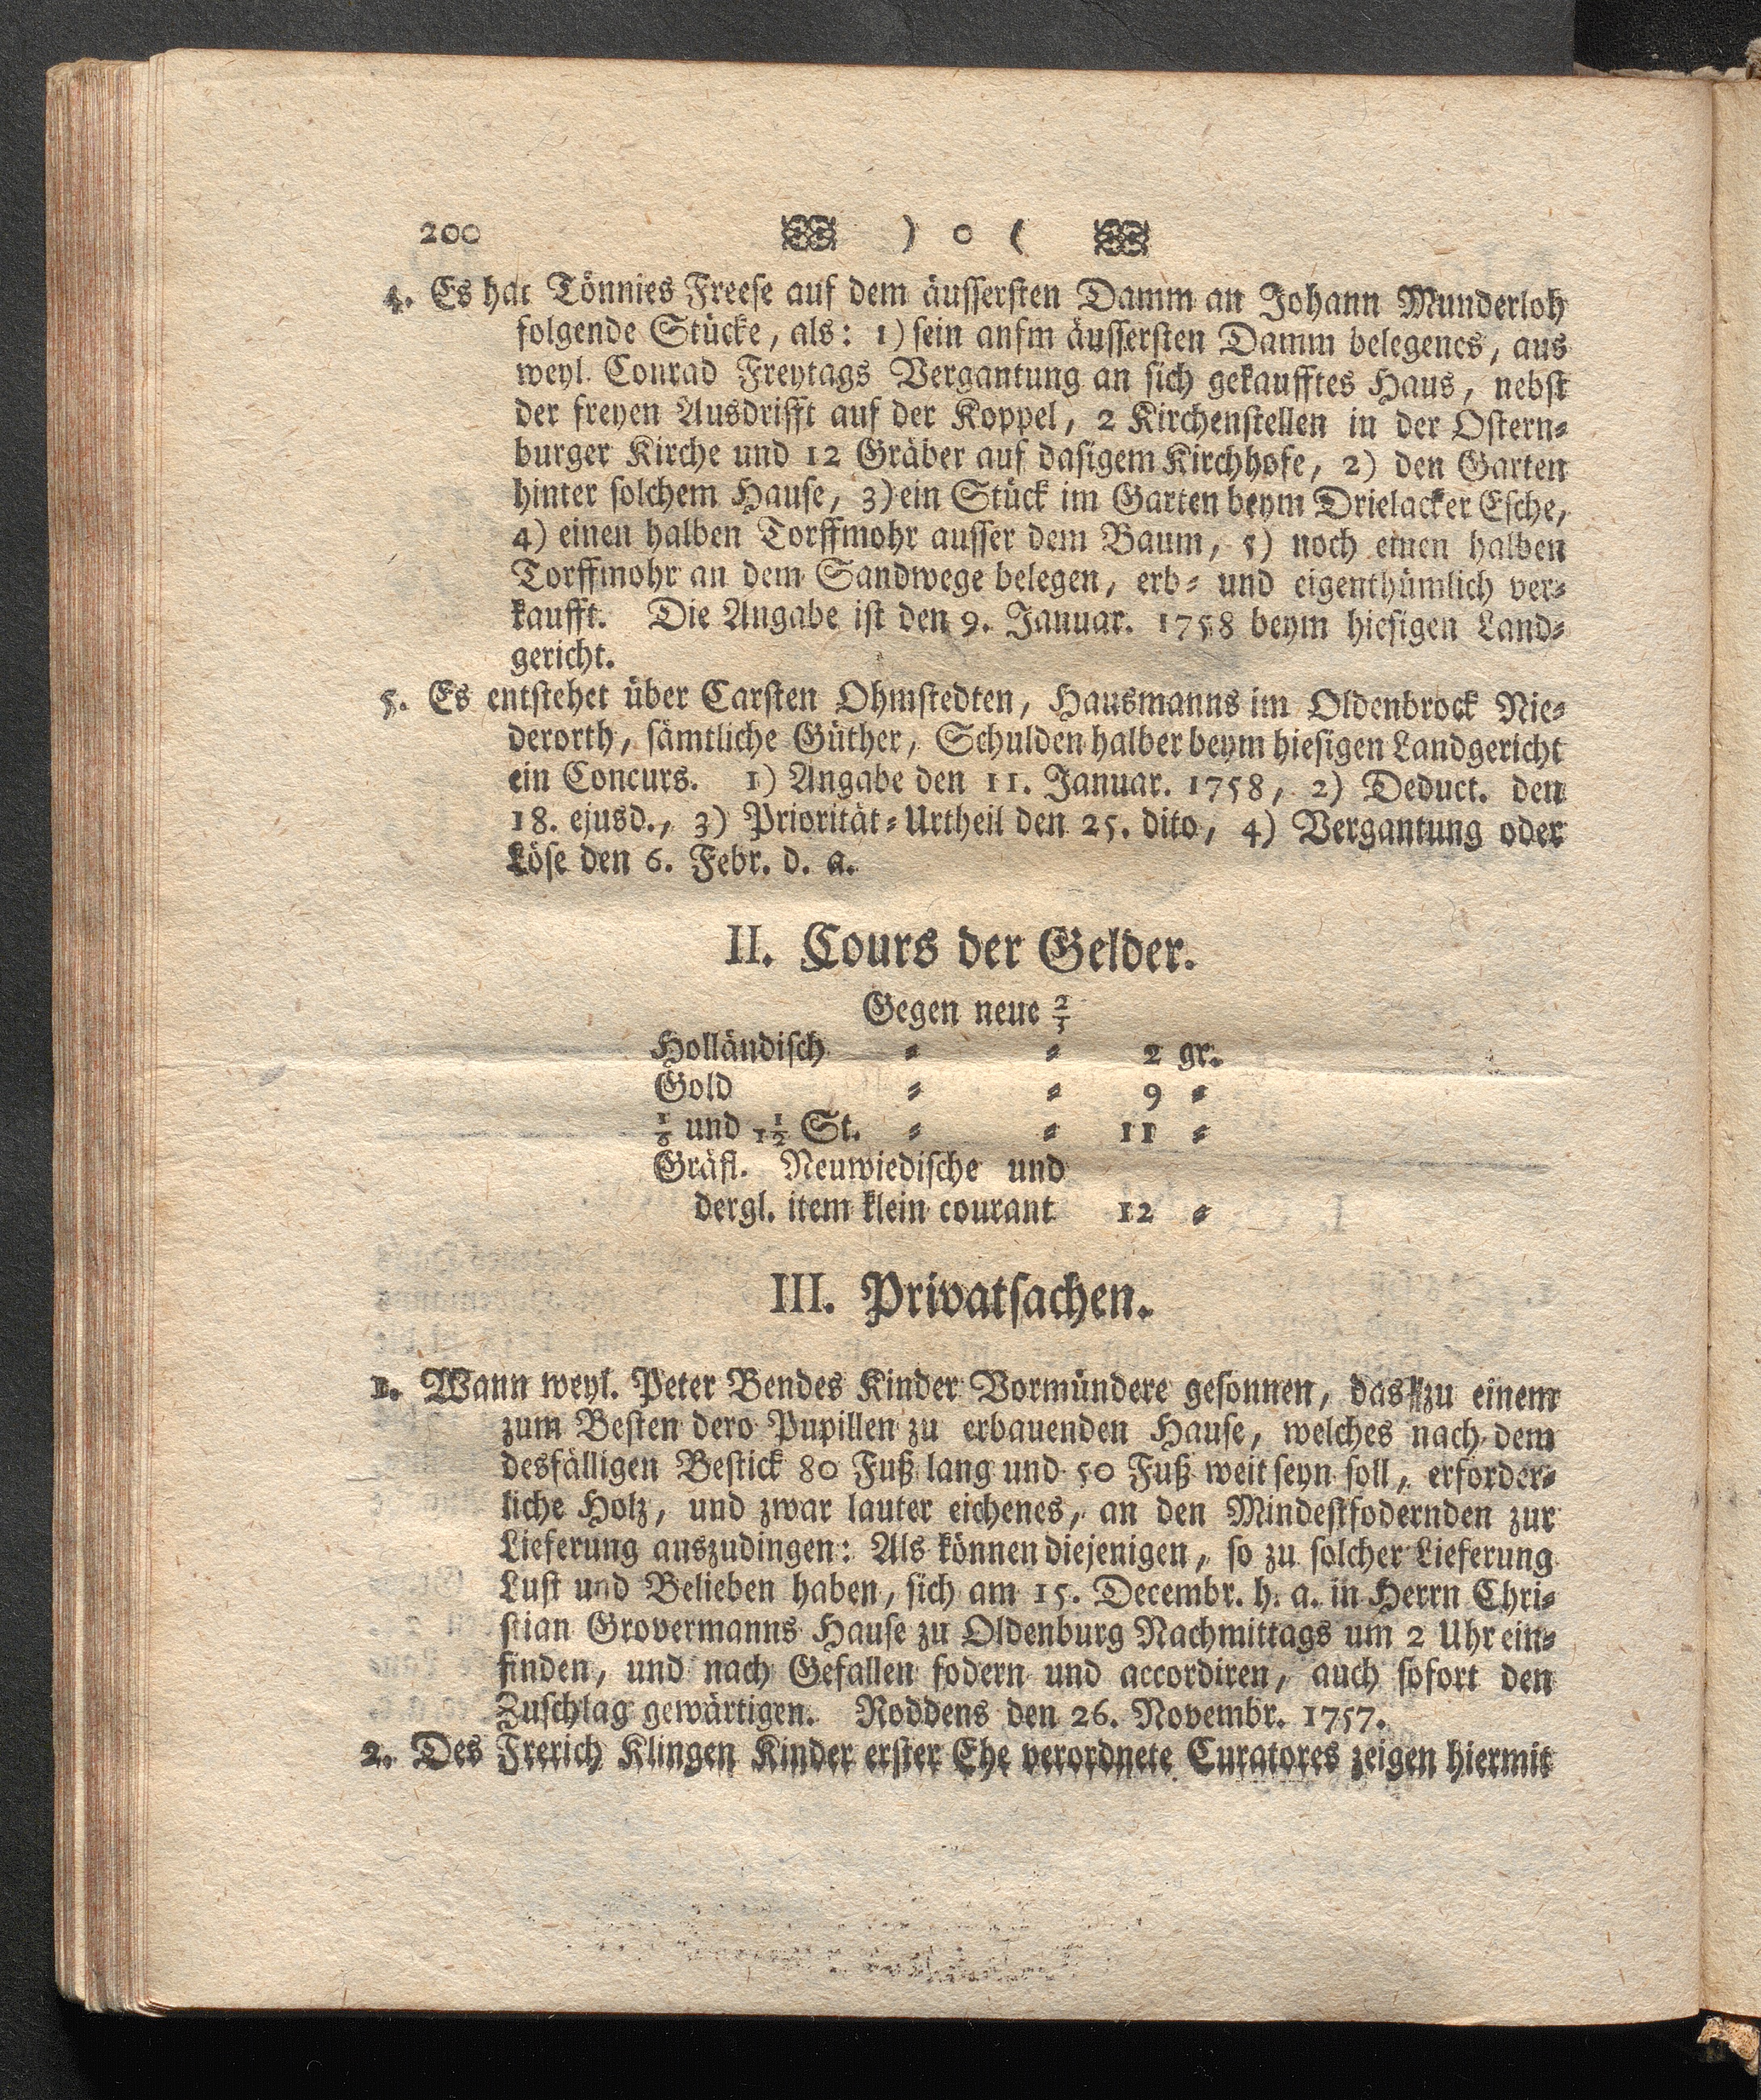 200 ) o (
4. Es hat Tönnies Freese auf dem äussersten Damm an Johann Munderloh
folgende Stücke, als: 1) sein aufm äussersten Damm belegenes, aus
weyl. Conrad Freytags Vergantung an sich gekaufftes Haus, nebst
der freyen Ausdrifft auf der Koppel, 2 Kirchenstellen in der Ostern-
burger Kirche und 12 Gräber auf dasigem Kirchhofe, 2) den Garten
hinter solchem Hause, 3) ein Stück im Garten beym Drielacker Esche,
4) einen halben Torffmohr ausser dem Baum, 5) noch einen halben
Torffmohr an dem Sandwege belegen, erb- und eigenthümlich ver-
kaufft. Die Angabe ist den 9. Januar. 1758 beym hiesigen Land-
gericht.
5. Es entstehet über Carsten Ohmstedten, Hausmanns im Oldenbrock Nie-
derorth, sämtliche Güther, Schulden halber beym hiesigen Landgericht
ein Concurs. 1) Angabe den 11. Januar. 1758, 2) Deduct. den
18. ejusd., 3) Priorität-Urtheil den 25. dito, 4) Vergantung oder
Löse den 6. Febr. d. a.
II. Cours der Gelder.
Gegen neue 2/3
Holländisch - - 2 gr.
Gold - - 9 -
1/6 und 1/12 St. - - 11 -
Gräfl. Neuwiedische und
dergl. item klein courant 12 -
III. Privatsachen.
1. Wann weyl. Peter Bendes Kinder Vormündere gesonnen, das zu einem
zum Besten dero Pupillen zu erbauenden Hause, welches nach dem
desfälligen Bestick 80 Fuß lang und 50 Fuß weit seyn soll, erforder-
liche Holz, und zwar lauter eichenes, an den Mindestfodernden zur
Lieferung auszudingen: Als können diejenigen, so zu solcher Lieferung
Lust und Belieben haben, sich am 15. Decembr. h. a. in Herrn Chri-
stian Grovermanns Hause zu Oldenburg Nachmittags um 2 Uhr ein-
finden, und nach Gefallen fodern und accordiren, auch sofort den
Zuschlag gewärtigen. Roddens den 26. Novembr. 1757.
2. Des Frerich Klingen Kinder erster Ehe verordnete Curatores zeigen hiermit